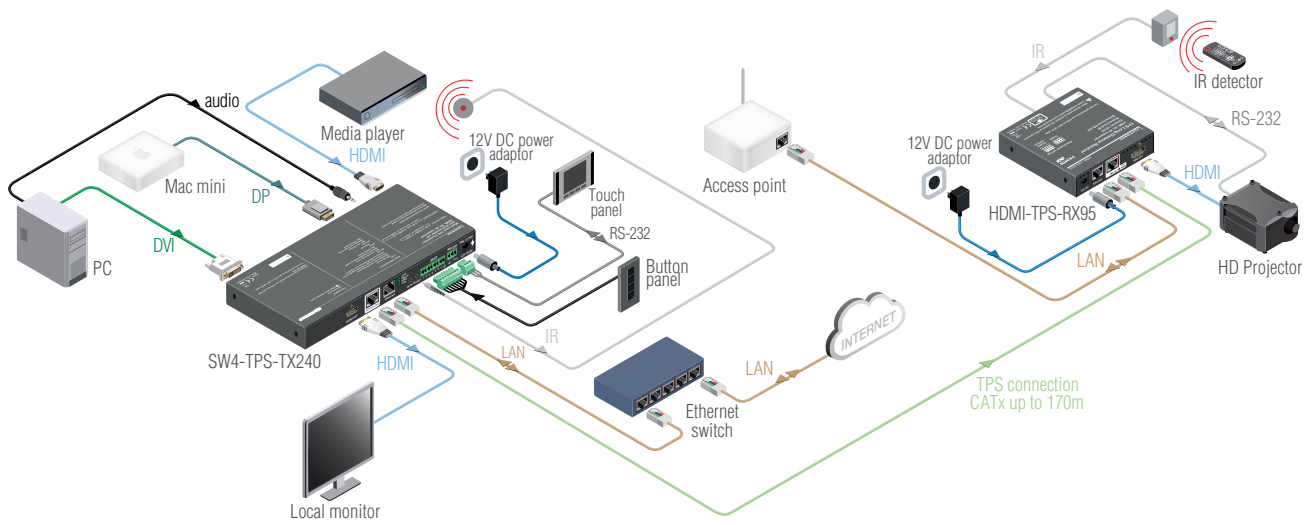 audio
Media player
HDMI
Mac mini
DP
DVI
PC
SW4-TPS-TX240
HDMI
Local monitor
12V DC power
adaptor
Touch
panel
RS-232
Button
panel
IR
LAN
Ethernet
switch
LAN
INTERNET
Access point
TPS connection
CATx up to 170m
12V DC power
adaptor
HDMI-TPS-RX95
LAN
HDMI
HD Projector
RS-232
IR
IR detector